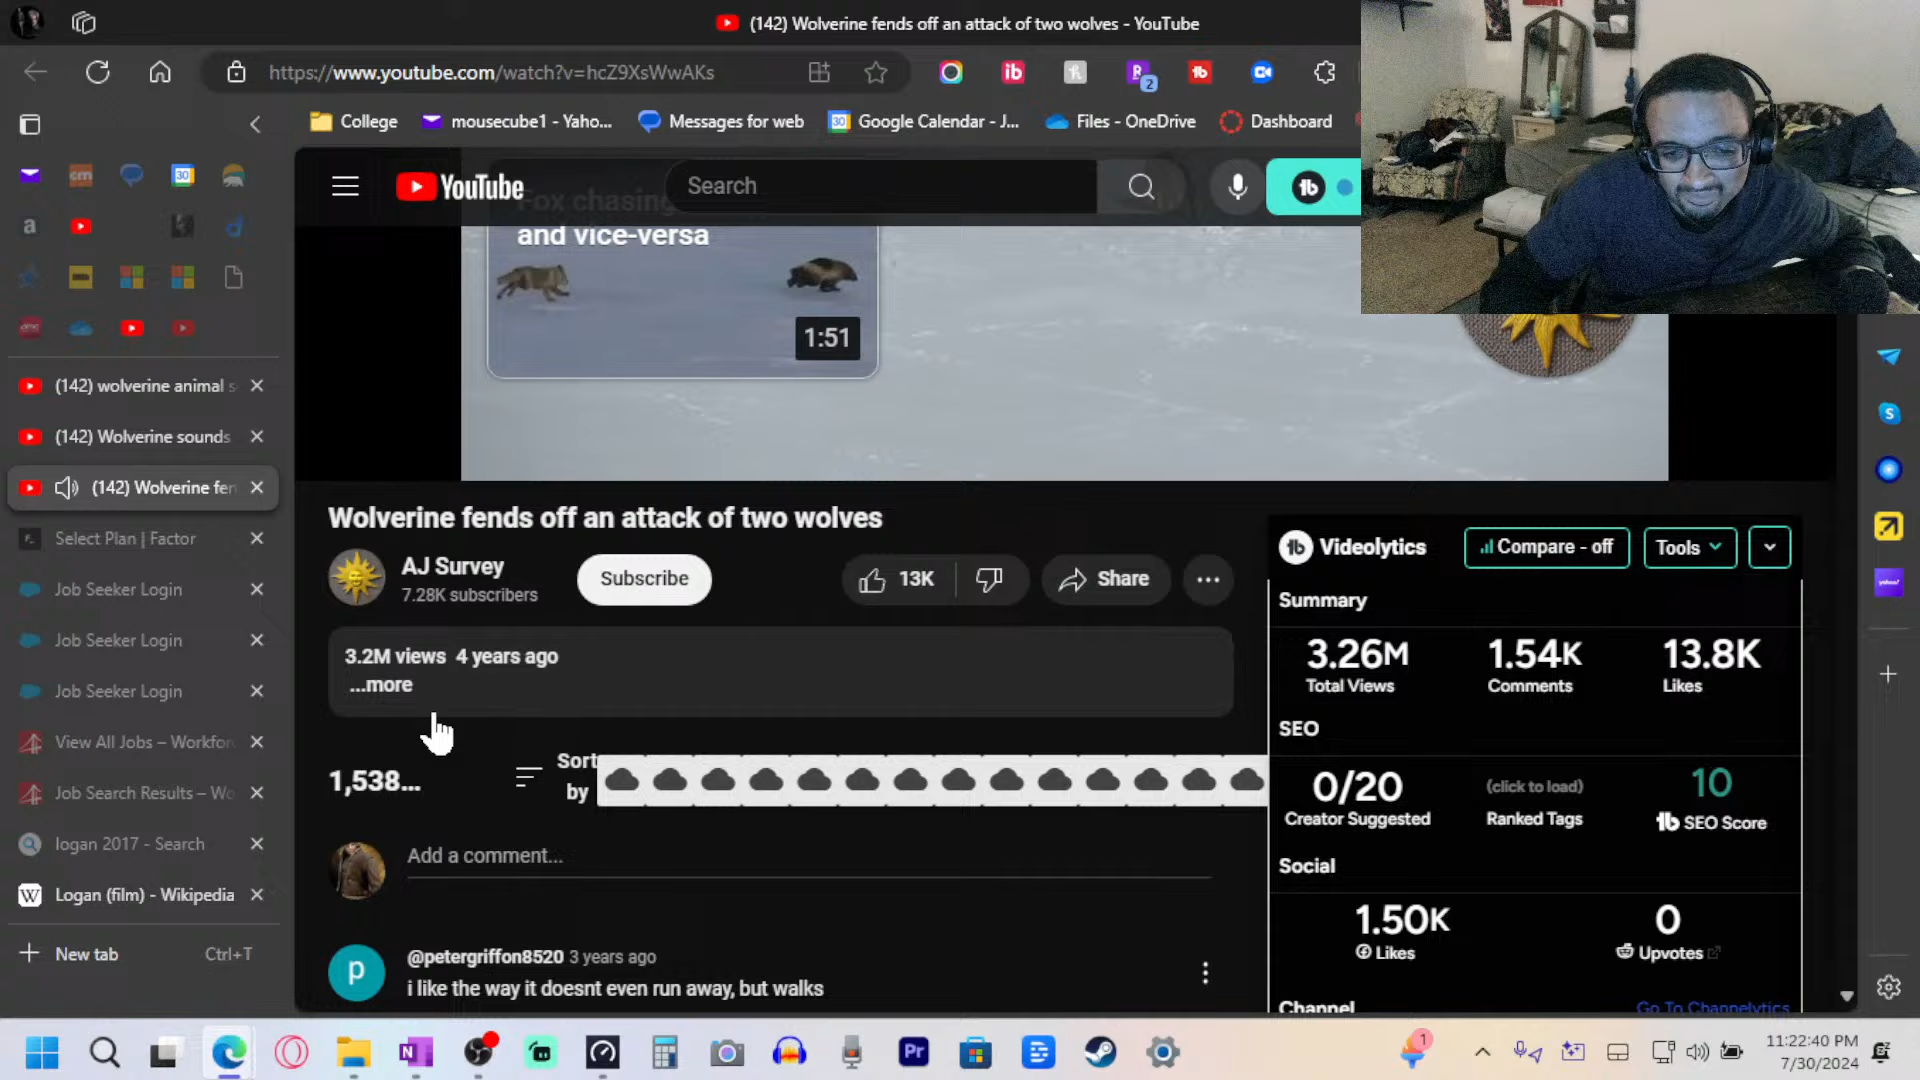 (142) Wolverine fends off an attack of two wolves - YouTube
https://www.youtube.com/watch?v=hcZ9XsWwAKs
2
College
mousecube1 - Yaho...
Messages for web
Google Calendar - J...
Files - OneDrive
Dashboard
YouTube
Search
Fox chasing
and vice-versa
1:51
(142) wolverine animal s
(142) Wolverine sounds
(142) Wolverine fen
Select Plan | Factor
Job Seeker Login
Job Seeker Login
Job Seeker Login
View All Jobs – Workfor
Job Search Results – Wo
logan 2017 - Search
Logan (film) - Wikipedia
New tab
Ctrl+T
Wolverine fends off an attack of two wolves
AJ Survey
7.28K subscribers
Subscribe
13K
Share
3.2M views 4 years ago
...more
1,538...
Sort
by
Add a comment...
p
@petergriffon8520 3 years ago
i like the way it doesnt even run away, but walks
Videolytics
Compare - off
Tools
Summary
3.26M
Total Views
1.54K
Comments
13.8K
Likes
SEO
0/20
Creator Suggested
(click to load)
Ranked Tags
10
SEO Score
Social
1.50K
Likes
0
Upvotes
Channel
Go To Channelytics
1
11:22:40 PM
7/30/2024